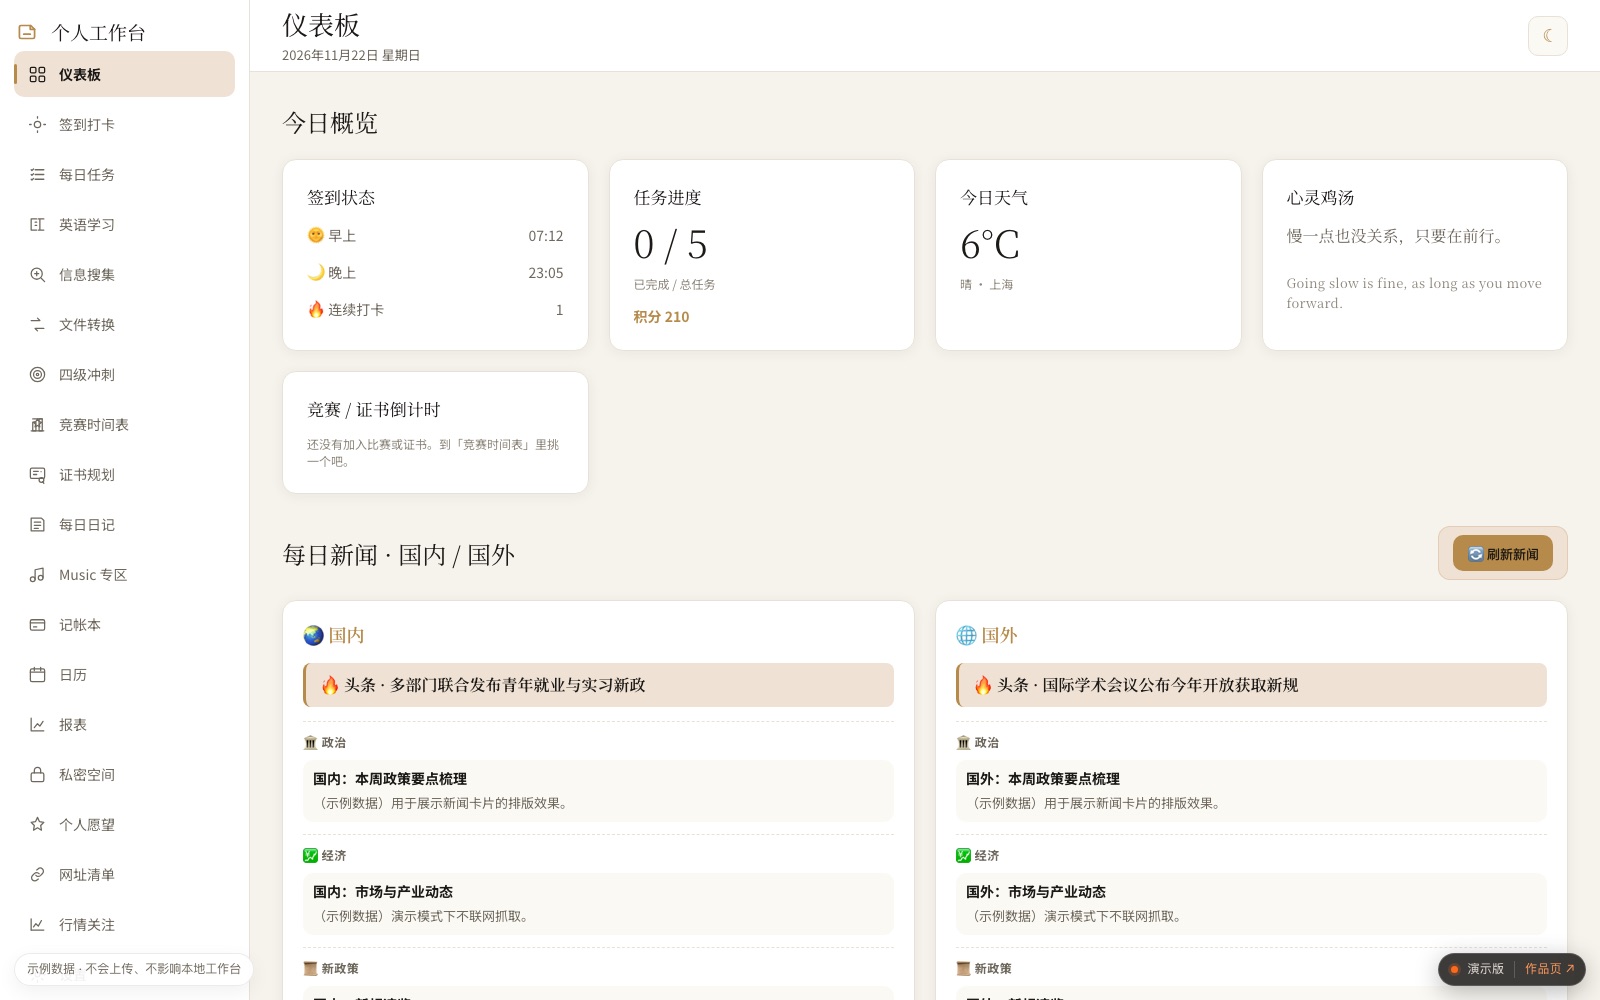 个人工作台
仪表板
签到打卡
每日任务
英语学习
信息搜集
文件转换
四级冲刺
竞赛时间表
证书规划
每日日记
Music 专区
记帐本
日历
报表
私密空间
个人愿望
网址清单
行情关注
示例数据 · 不会上传、不影响本地工作台
仪表板
2026年11月22日 星期日
今日概览
签到状态
早上 07:12
晚上 23:05
连续打卡 1
任务进度
0 / 5
已完成 / 总任务
积分 210
今日天气
6°C
晴 · 上海
心灵鸡汤
慢一点也没关系，只要在前行。
Going slow is fine, as long as you move
forward.
竞赛 / 证书倒计时
还没有加入比赛或证书。到「竞赛时间表」里挑
一个吧。
每日新闻 · 国内 / 国外
刷新新闻
国内
头条 · 多部门联合发布青年就业与实习新政
政治
国内：本周政策要点梳理
（示例数据）用于展示新闻卡片的排版效果。
经济
国内：市场与产业动态
（示例数据）演示模式下不联网抓取。
新政策
国外
头条 · 国际学术会议公布今年开放获取新规
政治
国外：本周政策要点梳理
（示例数据）用于展示新闻卡片的排版效果。
经济
国外：市场与产业动态
（示例数据）演示模式下不联网抓取。
新政策
演示版 作品页 ↗